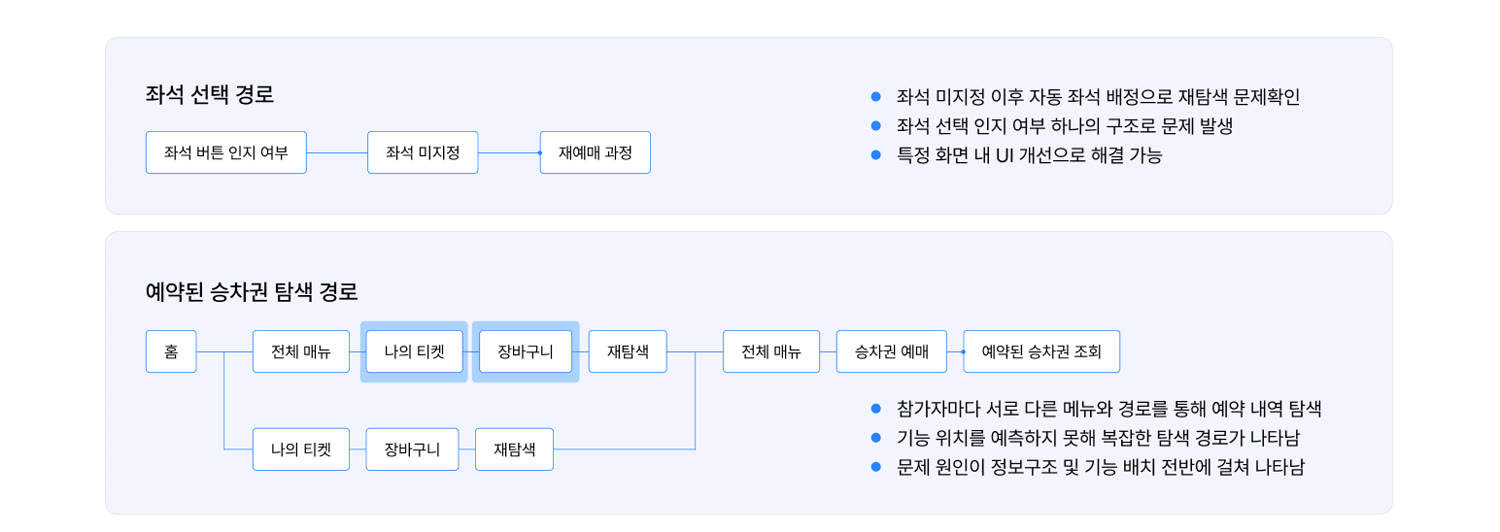 좌석 선택 경로
좌석 버튼 인지 여부
좌석 미지정
재예매 과정
좌석 미지정 이후 자동 좌석 배정으로 재탐색 문제확인
좌석 선택 인지 여부 하나의 구조로 문제 발생
특정 화면 내 UI 개선으로 해결 가능
예약된 승차권 탐색 경로
홈
전체 매뉴
나의 티켓
장바구니
재탐색
전체 매뉴
승차권 예매
예약된 승차권 조회
나의 티켓
장바구니
재탐색
참가자마다 서로 다른 메뉴와 경로를 통해 예약 내역 탐색
기능 위치를 예측하지 못해 복잡한 탐색 경로가 나타남
문제 원인이 정보구조 및 기능 배치 전반에 걸쳐 나타남